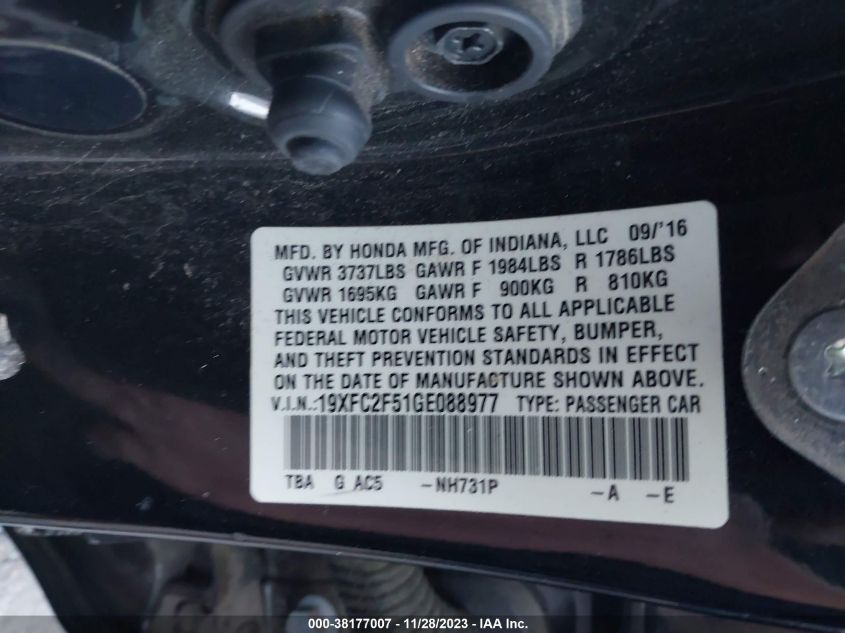 MFD. BY HONDA MFG. OF INDIANA, LLC 09/'16
GVWR 3737LBS GAWR F 1984LBS R 1786LBS
GVWR 1695KG GAWR F 900KG R 810KG
THIS VEHICLE CONFORMS TO ALL APPLICABLE
FEDERAL MOTOR VEHICLE SAFETY, BUMPER,
AND THEFT PREVENTION STANDARDS IN EFFECT
ON THE DATE OF MANUFACTURE SHOWN ABOVE.
V.I.N.:19XFC2F51GE088977 TYPE: PASSENGER CAR
TBA G AC5 -NH731P -A -E
000-38177007 - 11/28/2023 - IAA Inc.